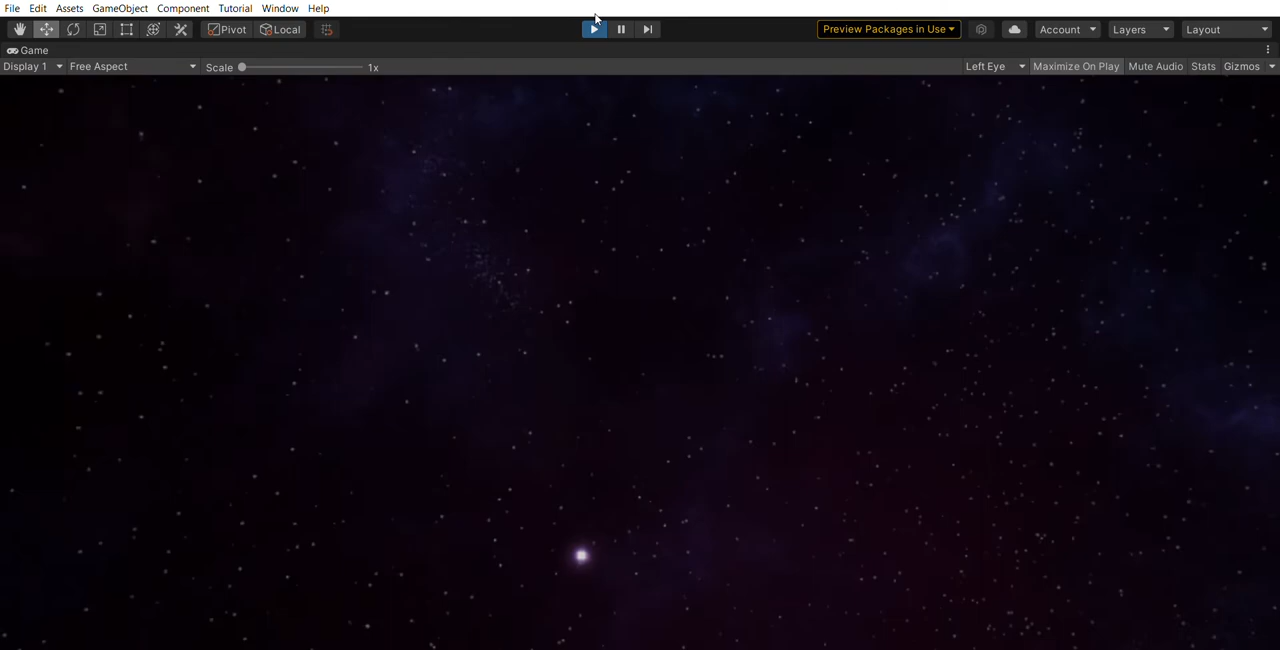 File Edit Assets GameObject Component Tutorial Window Help
Pivot Local Preview Packages in Use Account Layers Layout
Game
Display 1 Free Aspect Scale 1x Left Eye Maximize On Play Mute Audio Stats Gizmos